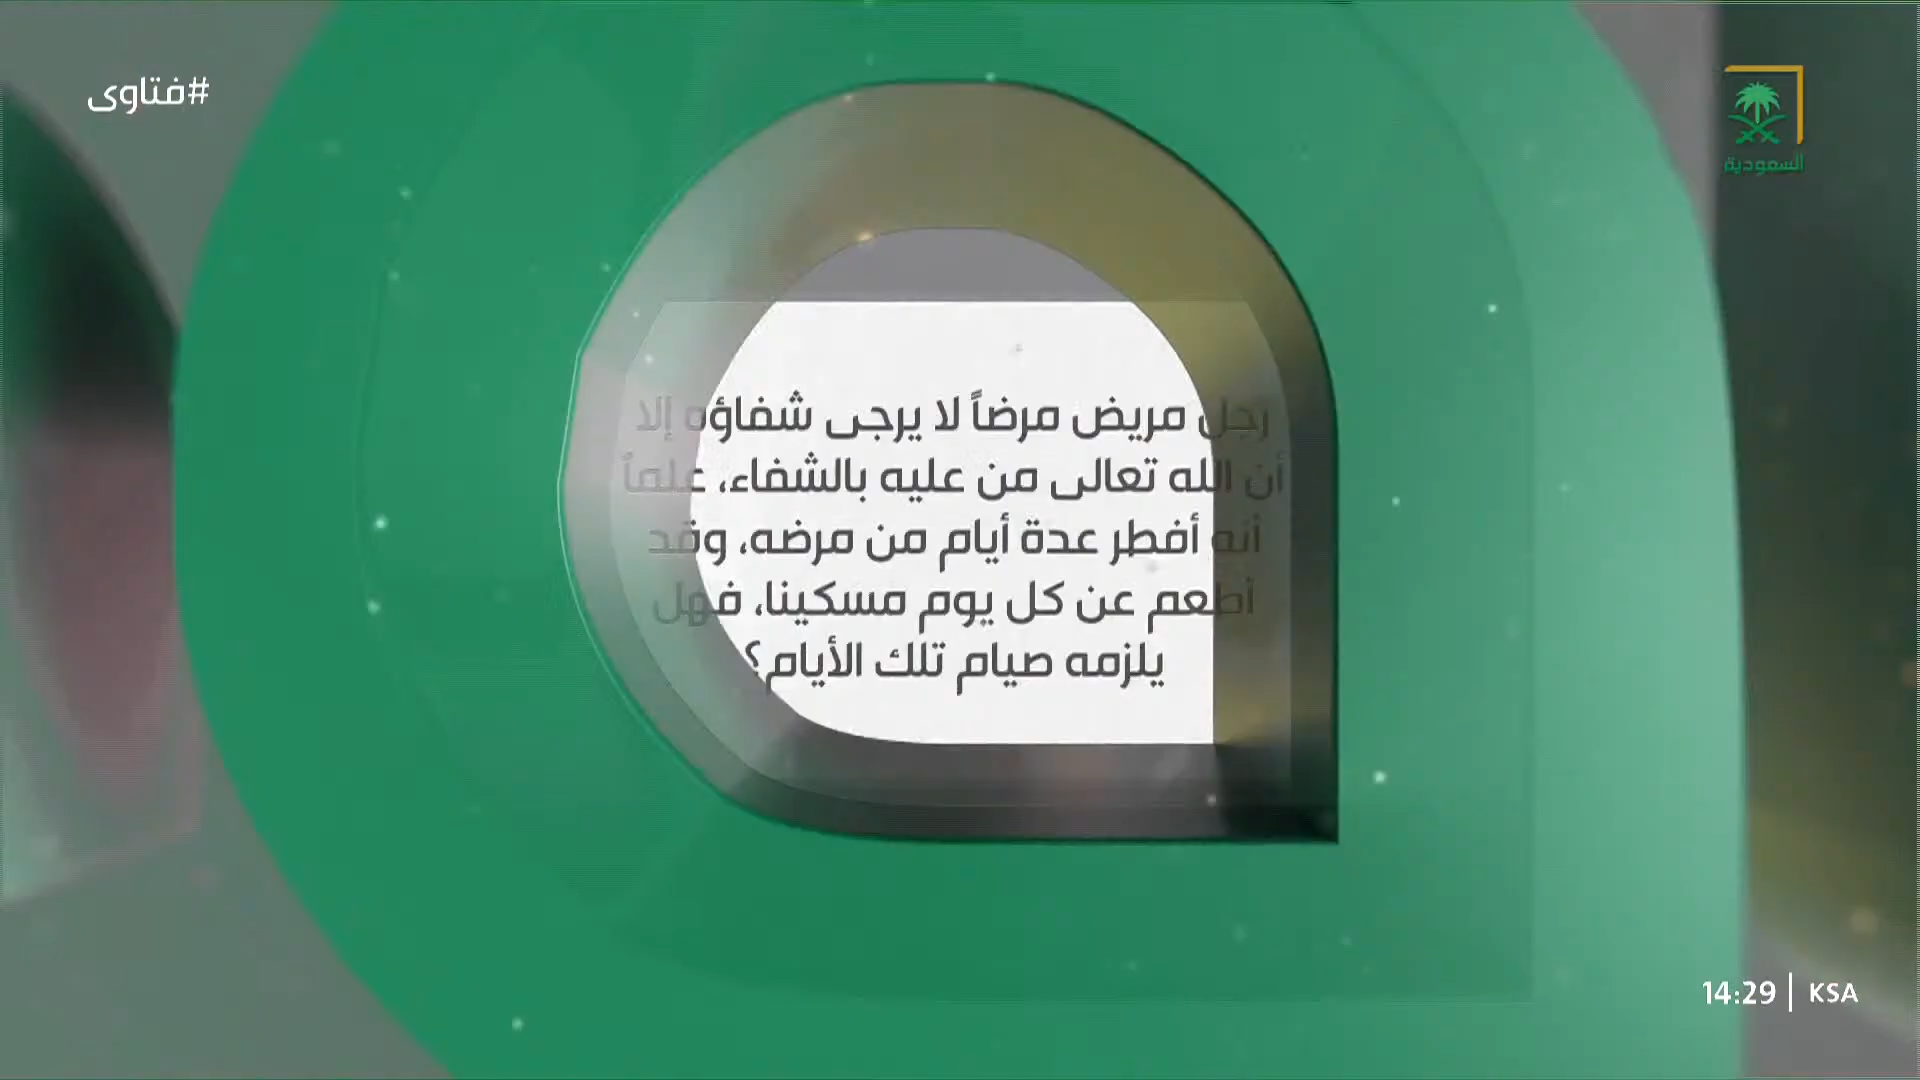 #فتاوى
السعودية
رجل مريض مرضاً لا يرجى شفاؤه إلا
أن الله تعالى من عليه بالشفاء، علماً
أنه أفطر عدة أيام من مرضه، وقد
أطعم عن كل يوم مسكينا، فهل
يلزمه صيام تلك الأيام؟
14:29 | KSA